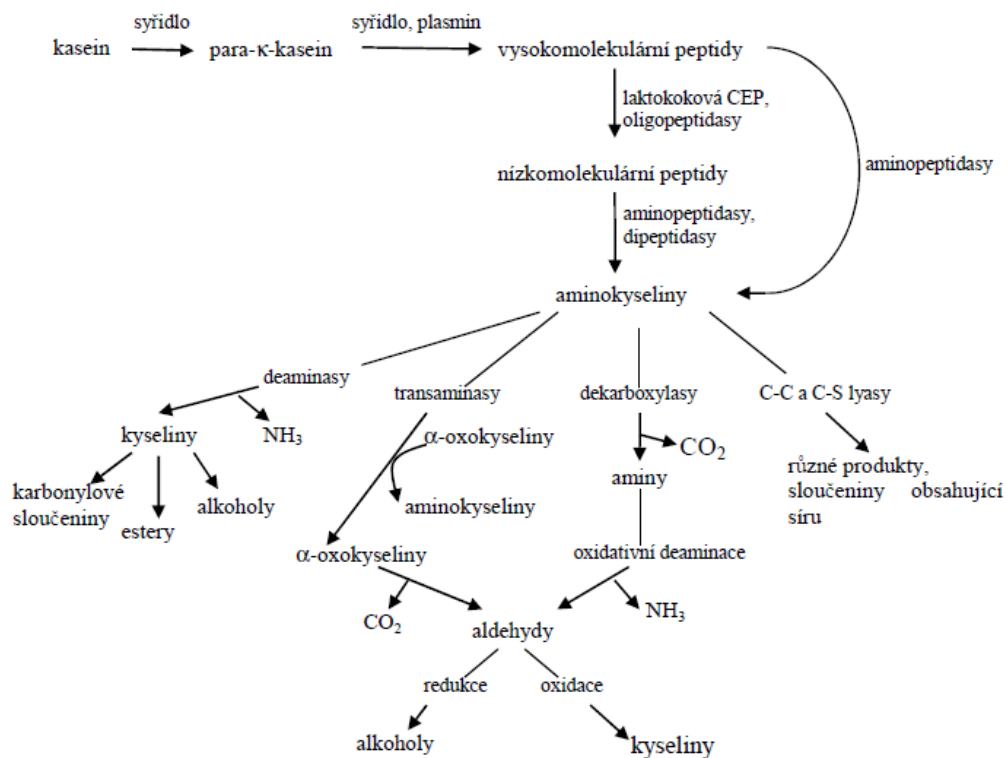 syřidlo
syřidlo, plasmin
kasein
para-κ-kasein
vysokomolekulární peptidy
laktokoková CEP,
oligopeptidasy
aminopeptidasy
nízkomolekulární peptidy
aminopeptidasy,
dipeptidasy
aminokyseliny
deaminasy
transaminasy
dekarboxylasy
C-C a C-S lyasy
kyseliny
NH₃
α-oxokyseliny
CO₂
aminy
různé produkty,
sloučeniny obsahující
síru
karbonylové
sloučeniny
estery
alkoholy
aminokyseliny
α-oxokyseliny
oxidativní deaminace
CO₂
NH₃
aldehydy
redukce
oxidace
alkoholy
kyseliny